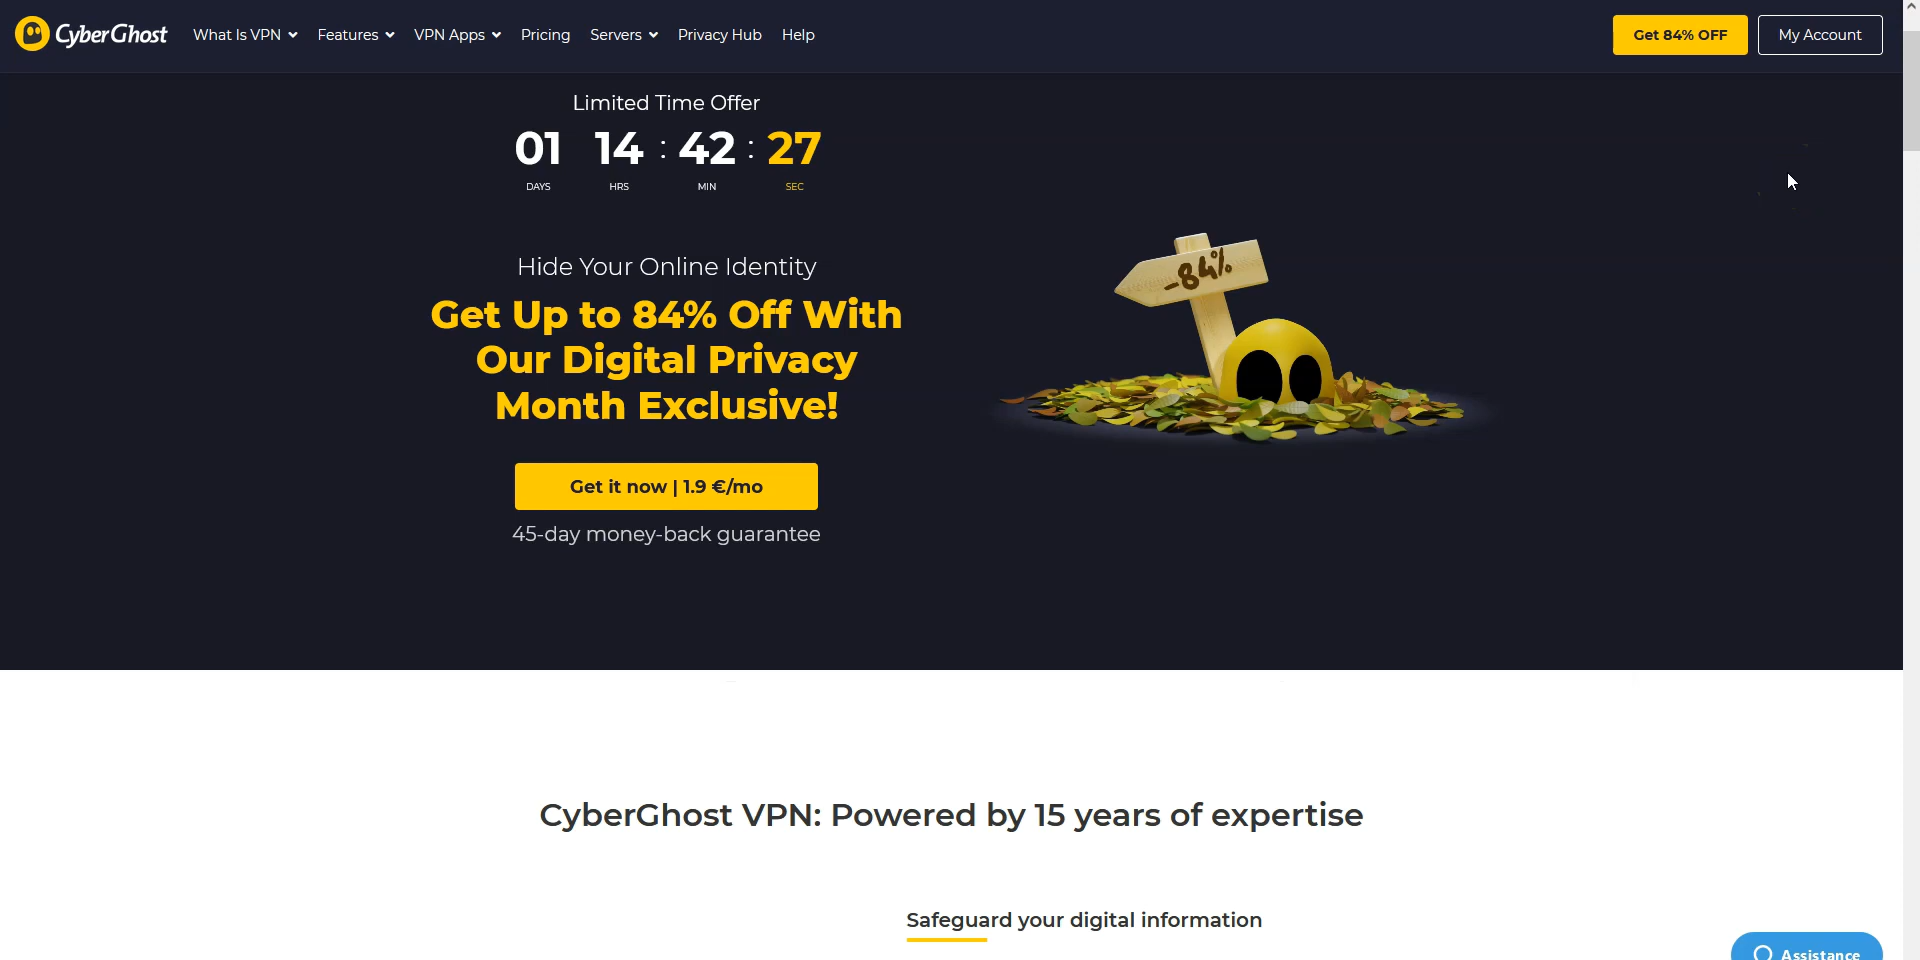 CyberGhost
What Is VPN
Features
VPN Apps
Pricing
Servers
Privacy Hub
Help
Get 84% OFF
My Account
Limited Time Offer
01 14 : 42 : 27
DAYS HRS MIN SEC
Hide Your Online Identity
Get Up to 84% Off With
Our Digital Privacy
Month Exclusive!
Get it now | 1.9 €/mo
45-day money-back guarantee
-84%
CyberGhost VPN: Powered by 15 years of expertise
Safeguard your digital information
Assistance